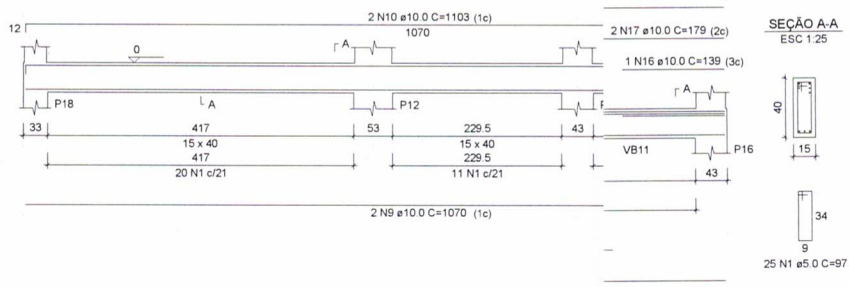 2 N10 ø10.0 C=1103 (1c)
1070
12
2 N17 ø10.0 C=179 (2c)
1 N16 ø10.0 C=139 (3c)
SEÇÃO A-A
ESC 1:25
0
A
A
P18
A
P12
33
417
53
229.5
43
15 x 40
15 x 40
417
229.5
20 N1 c/21
11 N1 c/21
VB11
P16
43
40
15
2 N9 ø10.0 C=1070 (1c)
34
9
25 N1 ø5.0 C=97